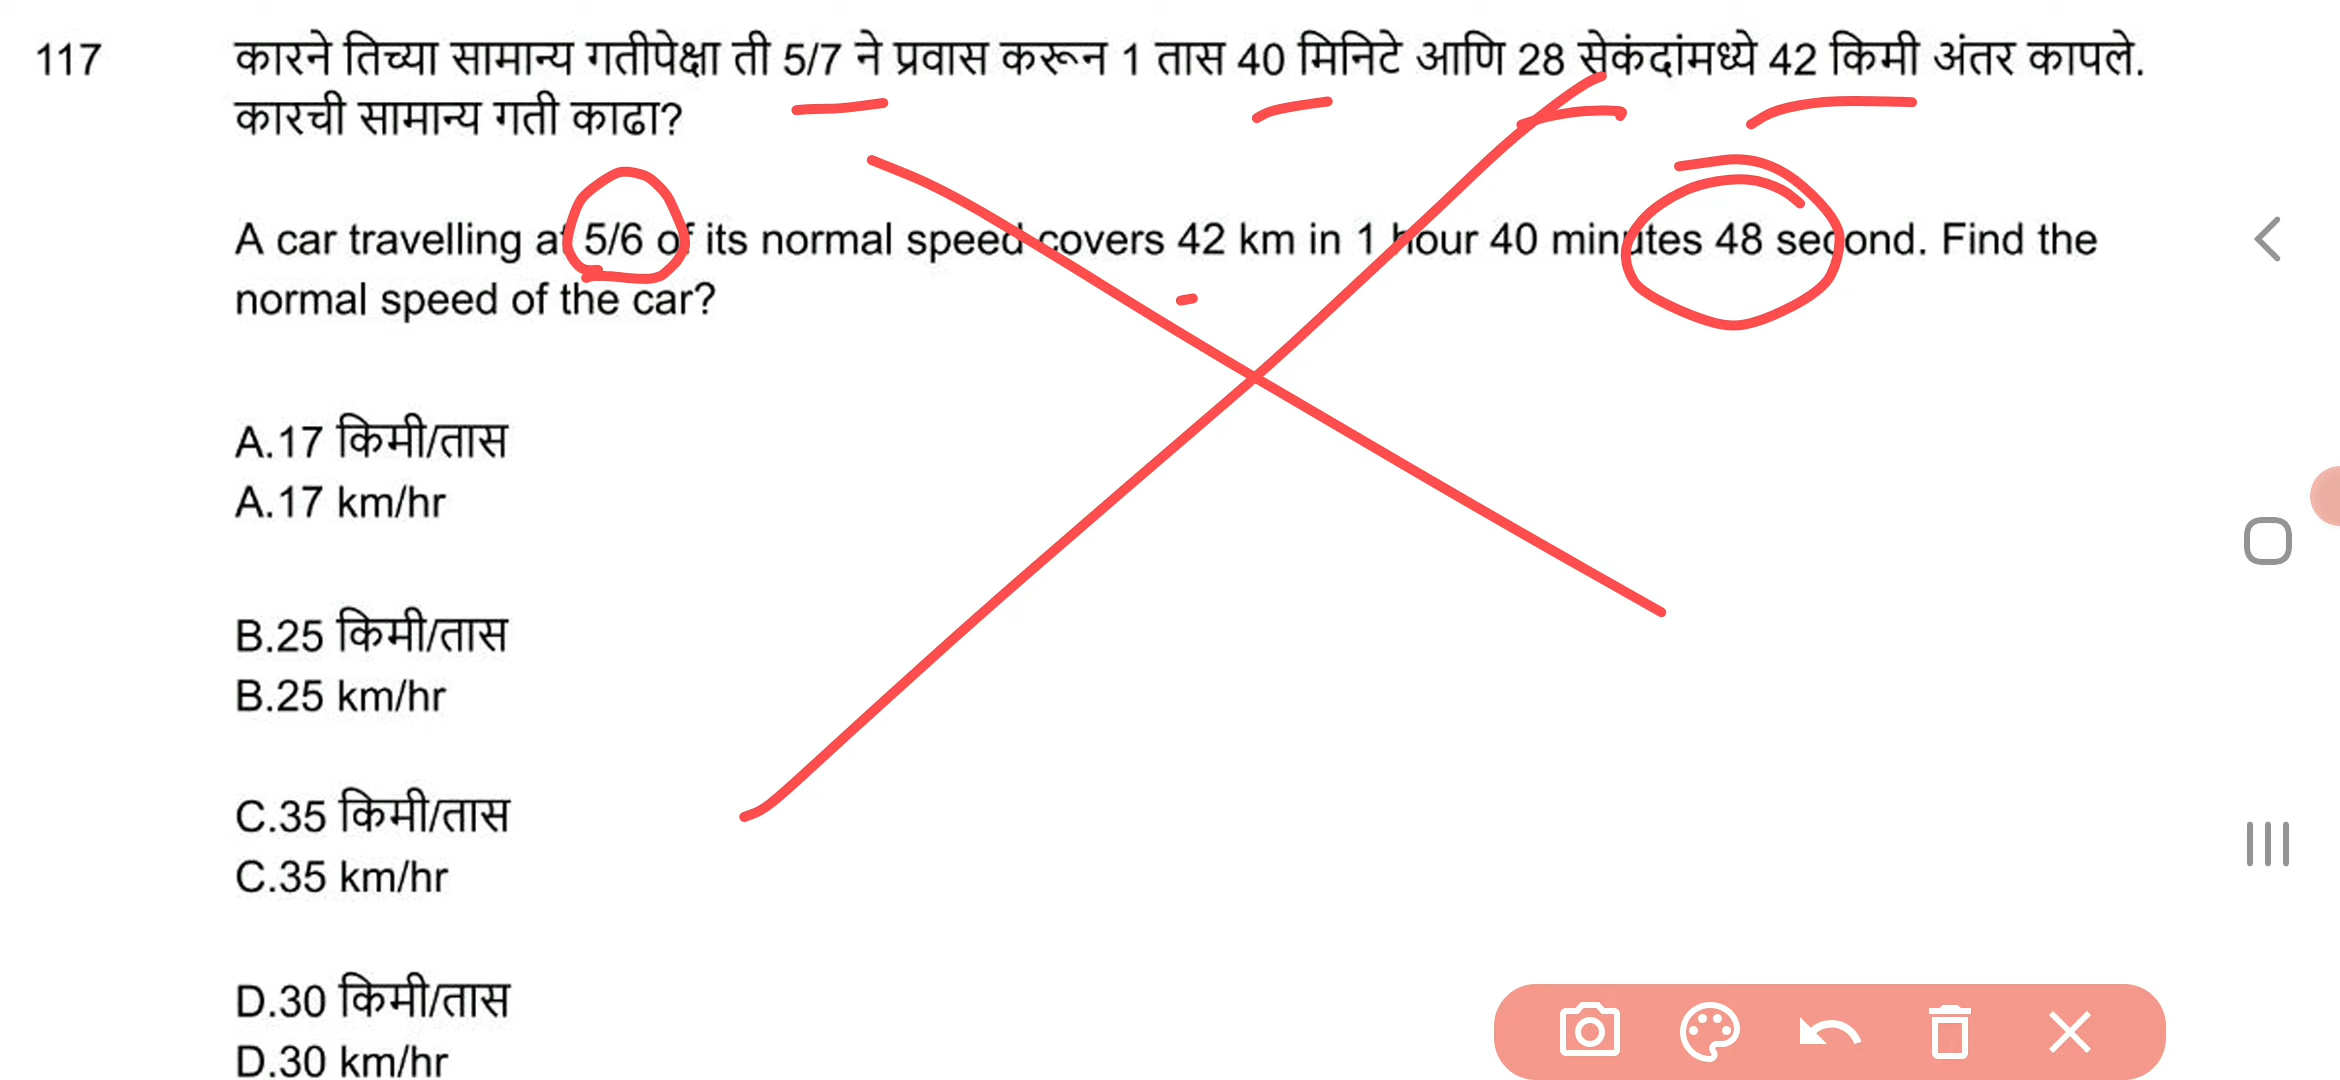 117 कारने तिच्या सामान्य गतीपेक्षा ती 5/7 ने प्रवास करून 1 तास 40 मिनिटे आणि 28 सेकंदांमध्ये 42 किमी अंतर कापले.
कारची सामान्य गती काढा?
A car travelling at 5/6 of its normal speed covers 42 km in 1 hour 40 minutes 48 second. Find the
normal speed of the car?
A.17 किमी/तास
A.17 km/hr
B.25 किमी/तास
B.25 km/hr
C.35 किमी/तास
C.35 km/hr
D.30 किमी/तास
D.30 km/hr